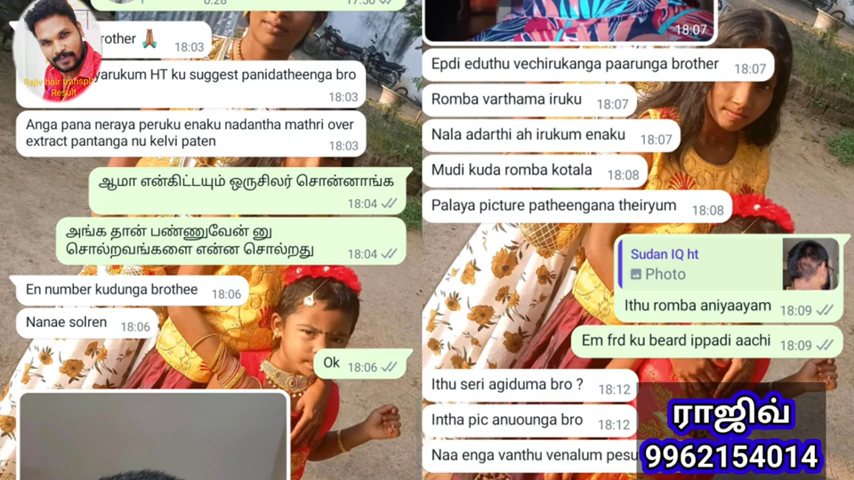 0:28
17:50
rother 🙏 18:03
Rajiv hair transpl
Result
varukum HT ku suggest panidatheenga bro
18:03
Anga pana neraya peruku enaku nadantha mathri over
extract pantanga nu kelvi paten 18:03
ஆமா என்கிட்டயும் ஒருசிலர் சொன்னாங்க
18:04
அங்க தான் பண்ணுவேன் னு
சொல்றவங்களை என்ன சொல்றது 18:04
En number kudunga brothee 18:06
Nanae solren 18:06
Ok 18:06
18:07
Epdi eduthu vechirukanga paarunga brother 18:07
Romba varthama iruku 18:07
Nala adarthi ah irukum enaku 18:07
Mudi kuda romba kotala 18:08
Palaya picture patheengana theiryum 18:08
Sudan IQ ht
Photo
Ithu romba aniyaayam 18:09
Em frd ku beard ippadi aachi 18:09
Ithu seri agiduma bro ? 18:12
Intha pic anuounga bro 18:12
Naa enga vanthu venalum pesu
ராஜிவ்
9962154014